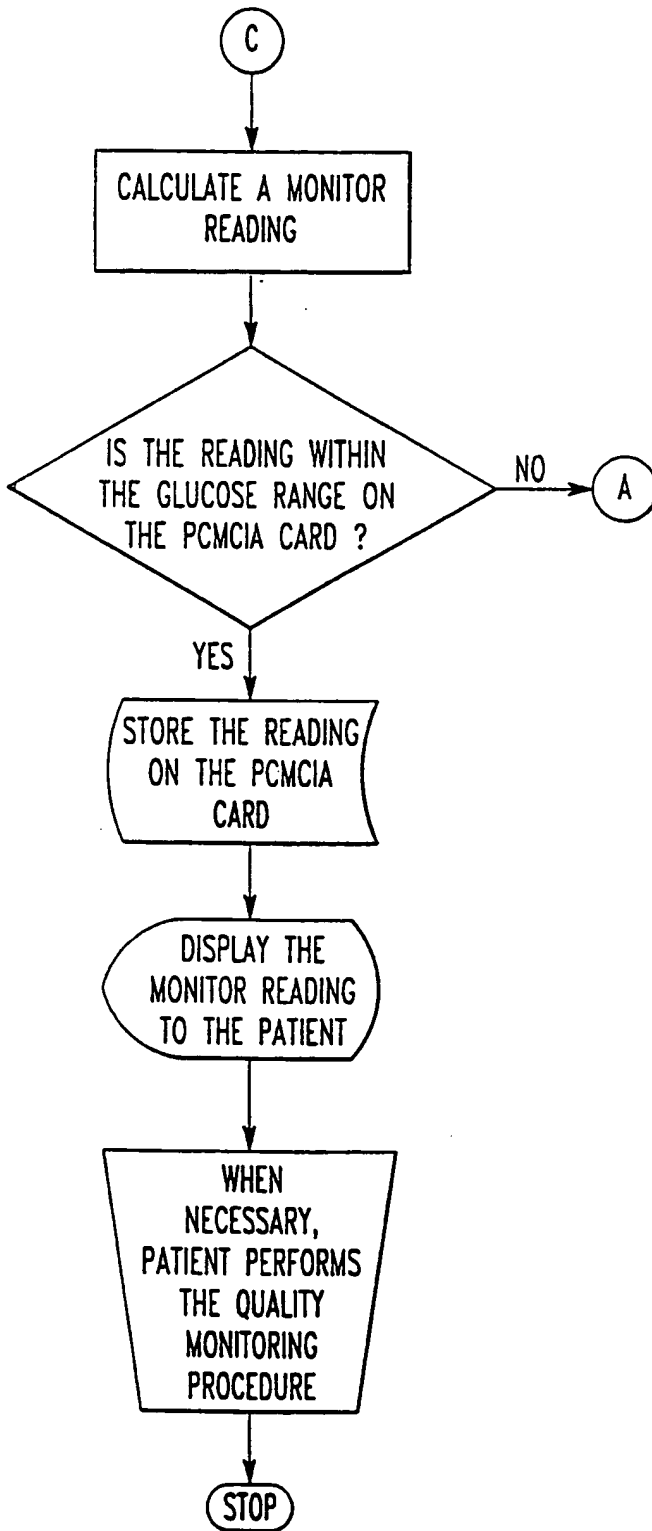 C
CALCULATE A MONITOR
READING
IS THE READING WITHIN
THE GLUCOSE RANGE ON
THE PCMCIA CARD ?
NO
A
YES
STORE THE READING
ON THE PCMCIA
CARD
DISPLAY THE
MONITOR READING
TO THE PATIENT
WHEN
NECESSARY,
PATIENT PERFORMS
THE QUALITY
MONITORING
PROCEDURE
STOP